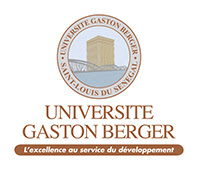 UNIVERSITE GASTON BERGER
SAINT-LOUIS DU SENEGAL
UNIVERSITE
GASTON BERGER
L'excellence au service du développement